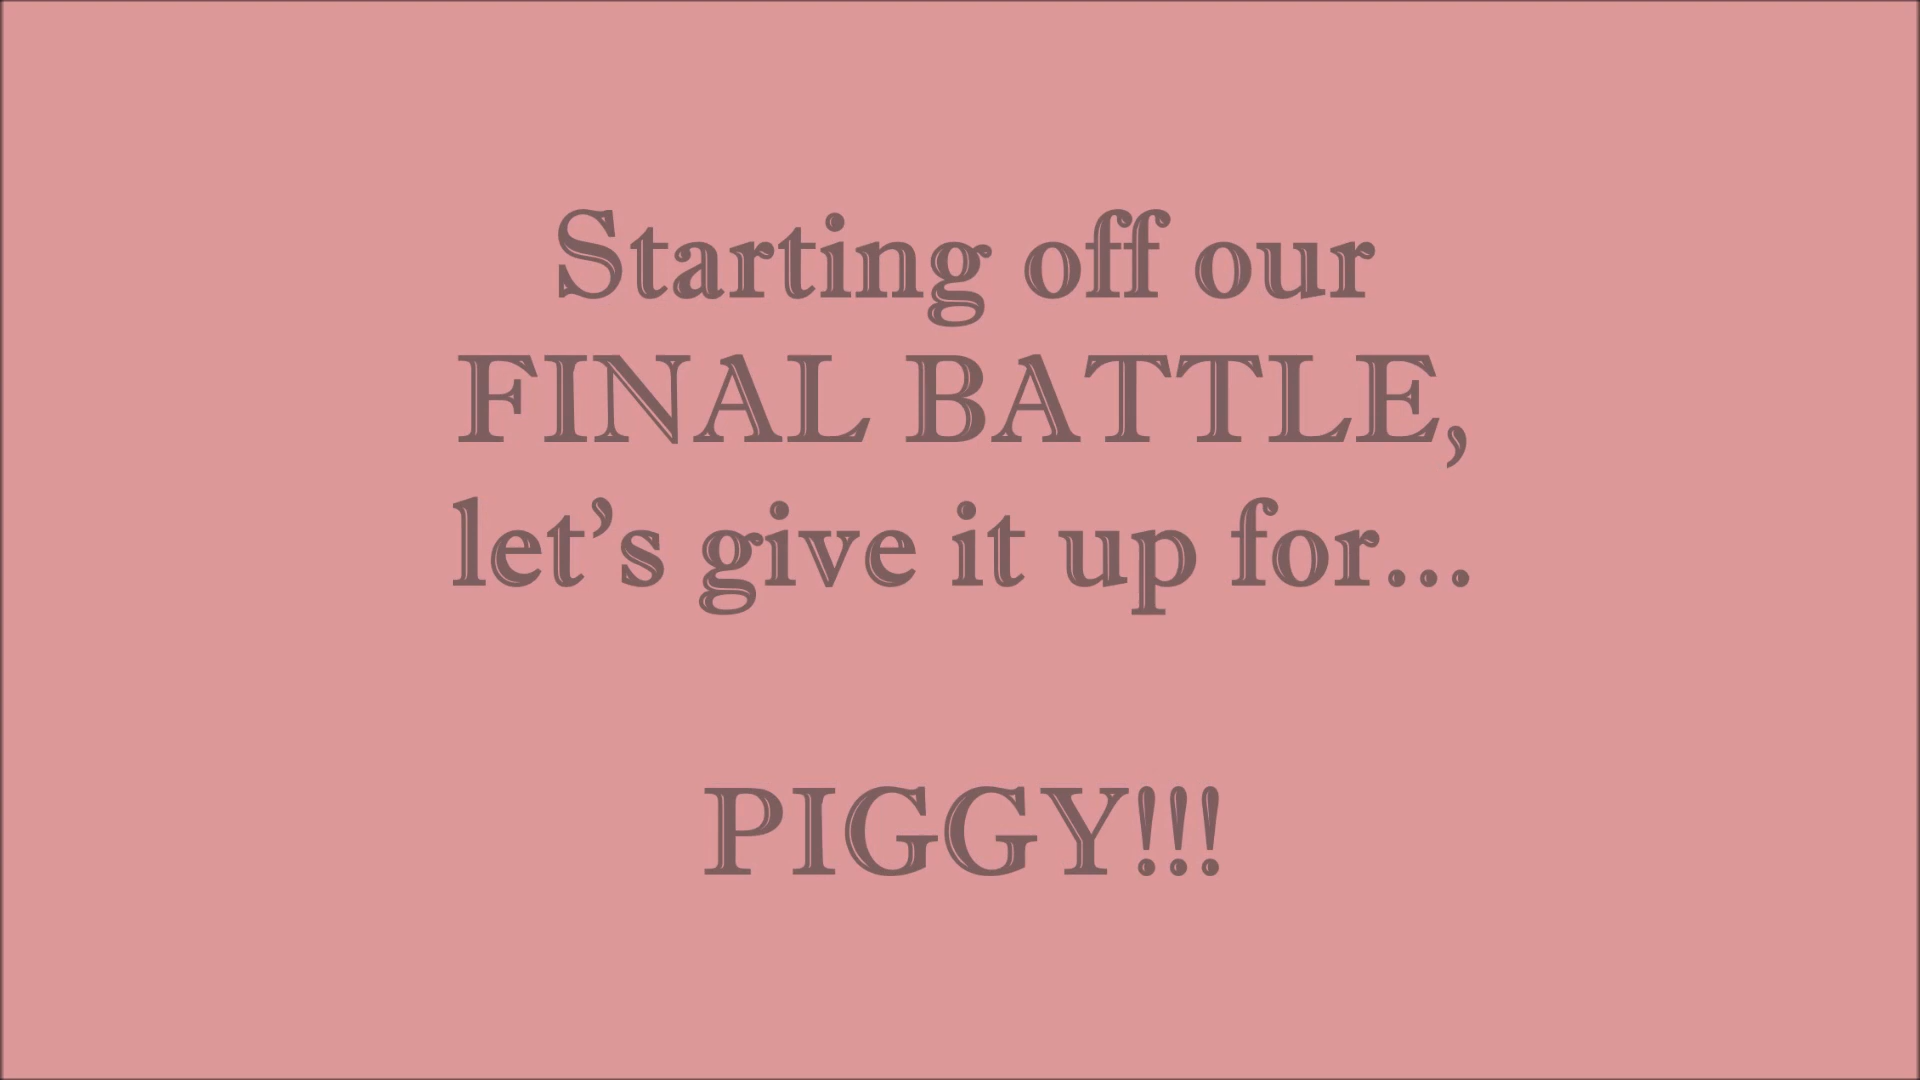 Starting off our
FINAL BATTLE,
let’s give it up for...
PIGGY!!!